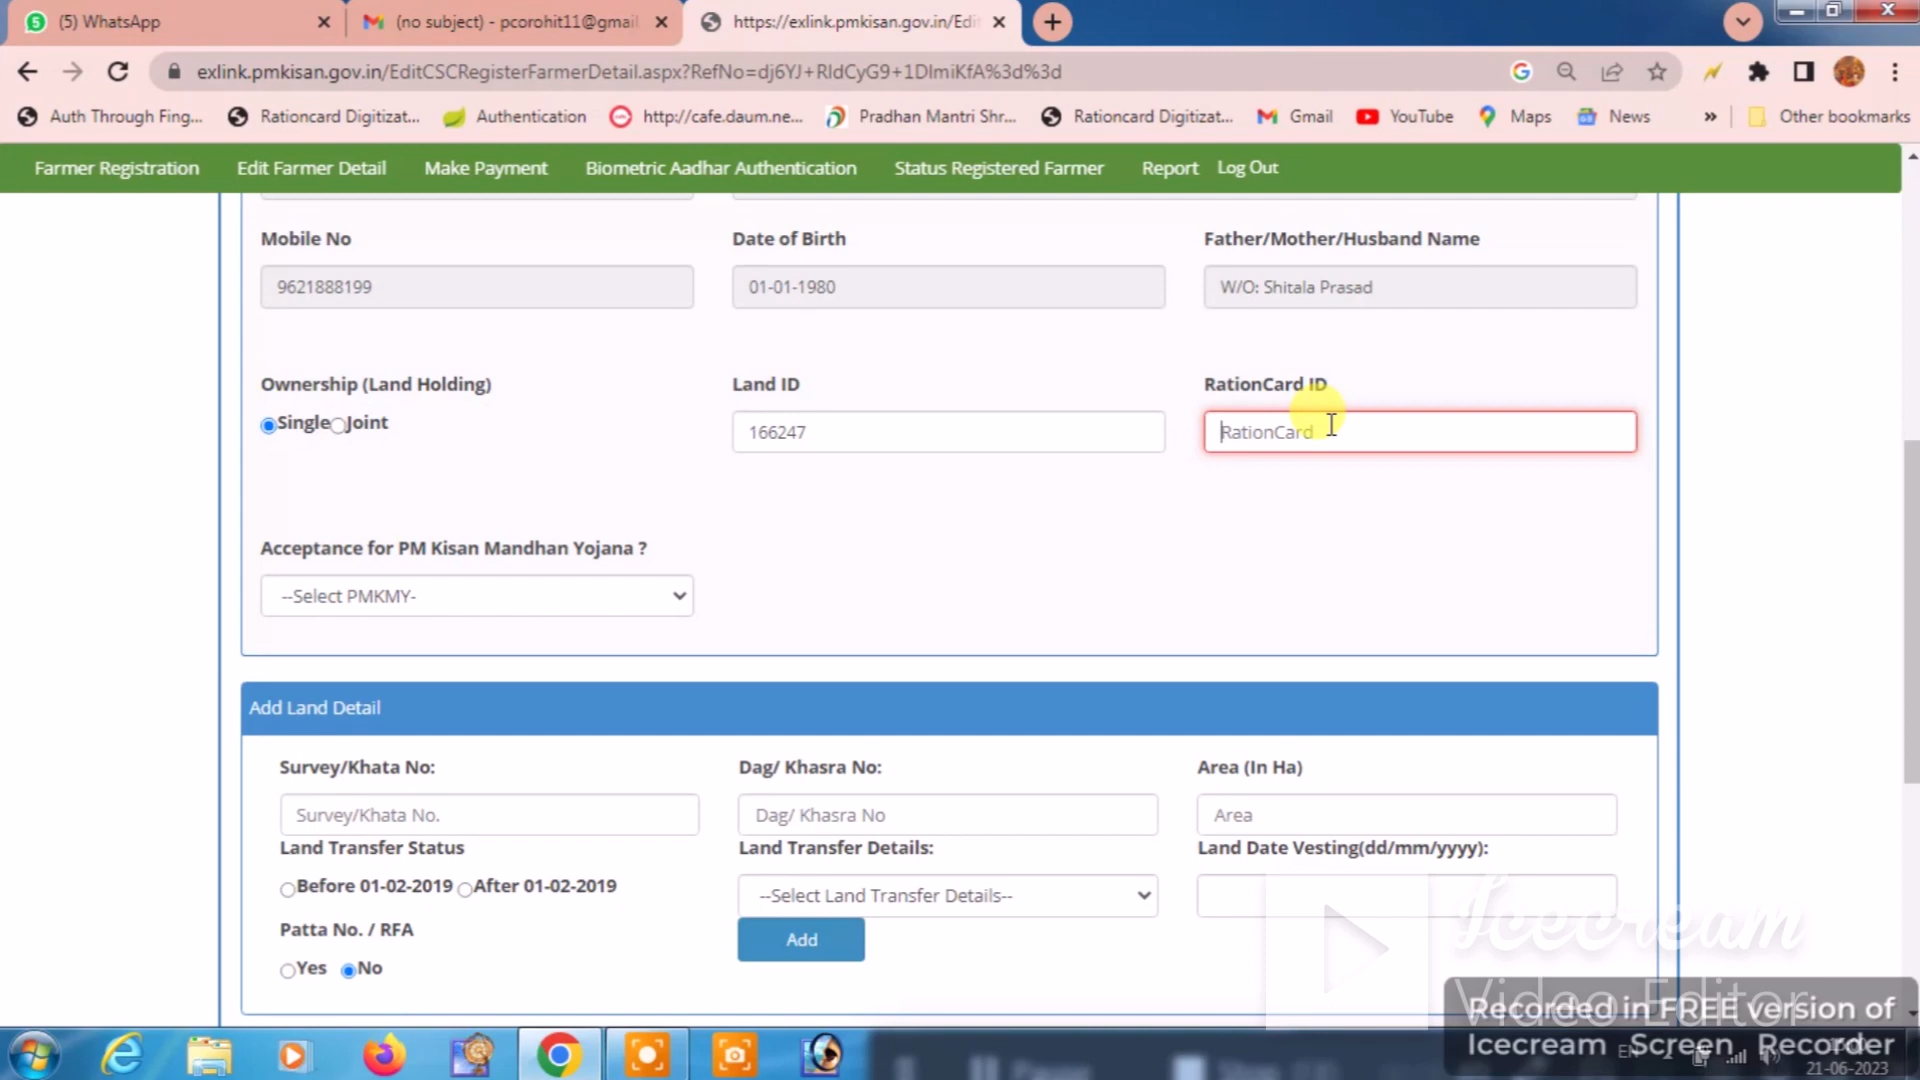 (5) WhatsApp
(no subject) - pcorohit11@gmail
https://exlink.pmkisan.gov.in/Edit
exlink.pmkisan.gov.in/EditCSCRegisterFarmerDetail.aspx?RefNo=dj6YJ+RIdCyG9+1DImiKfA%3d%3d
Auth Through Fing...
Rationcard Digitizat...
Authentication
http://cafe.daum.ne...
Pradhan Mantri Shr...
Rationcard Digitizat...
Gmail
YouTube
Maps
News
»
Other bookmarks
Farmer Registration
Edit Farmer Detail
Make Payment
Biometric Aadhar Authentication
Status Registered Farmer
Report
Log Out
Mobile No
Date of Birth
Father/Mother/Husband Name
9621888199
01-01-1980
W/O: Shitala Prasad
Ownership (Land Holding)
Land ID
RationCard ID
Single Joint
166247
RationCard
Acceptance for PM Kisan Mandhan Yojana ?
--Select PMKMY-
Add Land Detail
Survey/Khata No:
Dag/ Khasra No:
Area (In Ha)
Survey/Khata No.
Dag/ Khasra No
Area
Land Transfer Status
Land Transfer Details:
Land Date Vesting(dd/mm/yyyy):
Before 01-02-2019 After 01-02-2019
--Select Land Transfer Details--
Patta No. / RFA
Add
Yes No
Icecream
Video Editor
Recorded in FREE version of
Icecream Screen Recorder
EN
21-06-2023